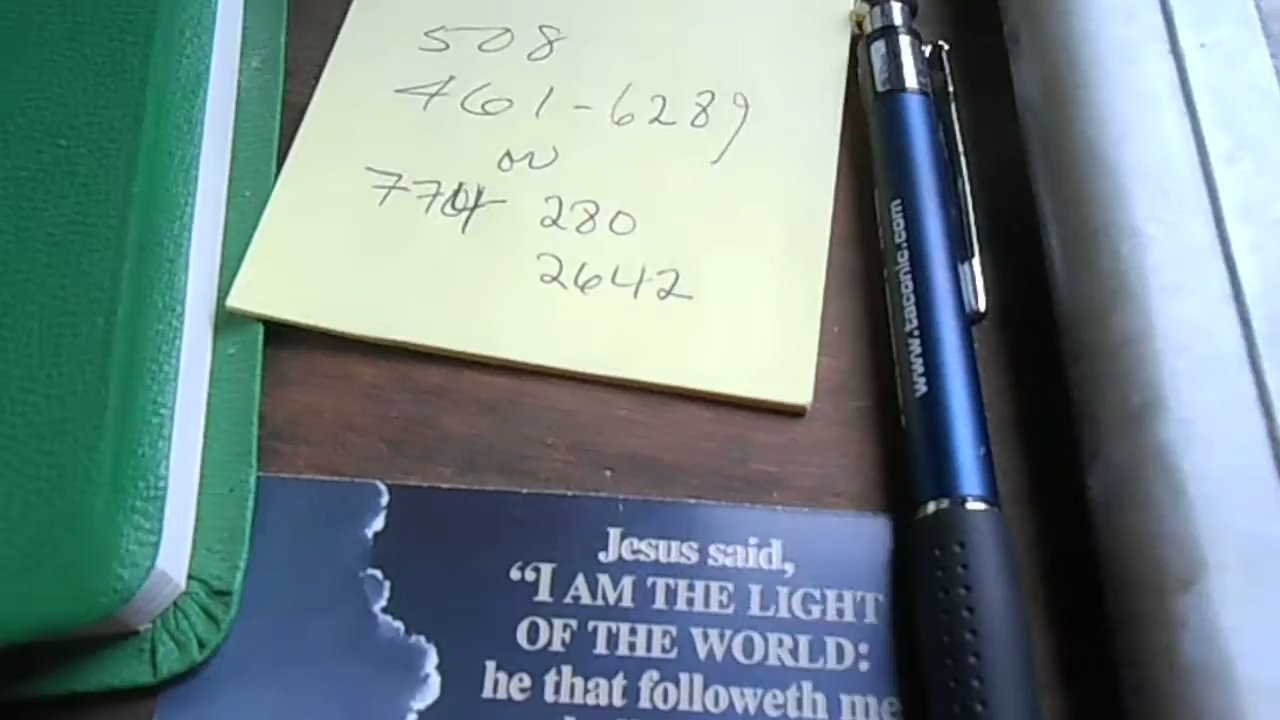 508
461-6289
or
774 280
2642
www.taconic.com
Jesus said,
“I AM THE LIGHT
OF THE WORLD:
he that followeth me